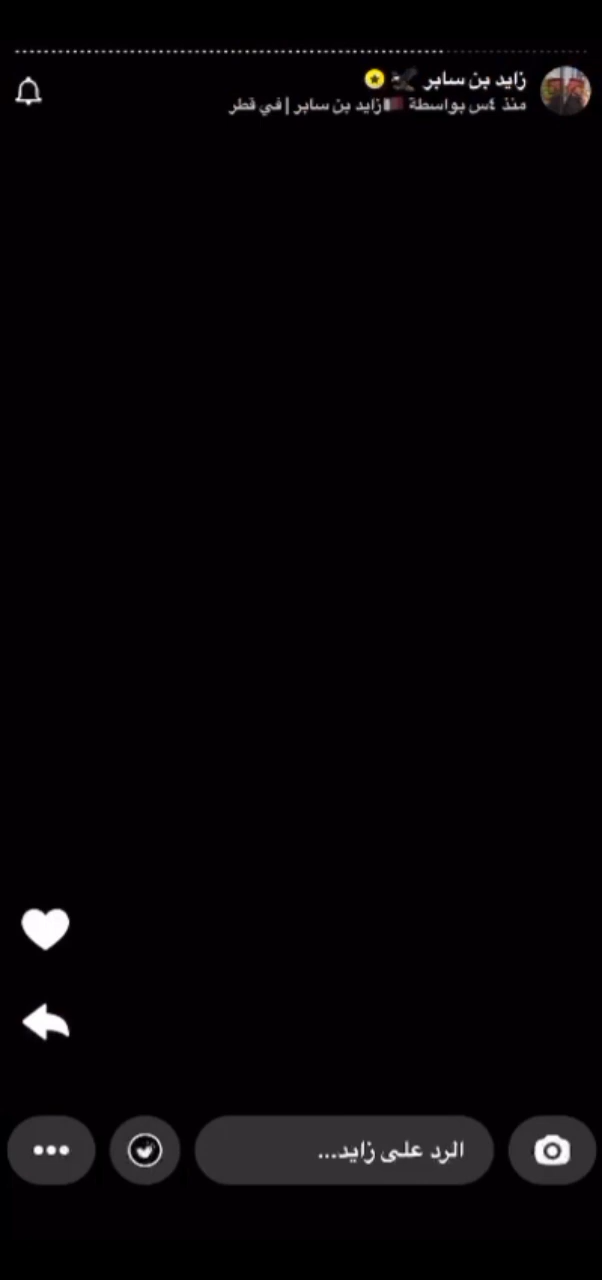 زايد بن سابر
منذ ٤س بواسطة زايد بن سابر | في قطر
الرد على زايد...